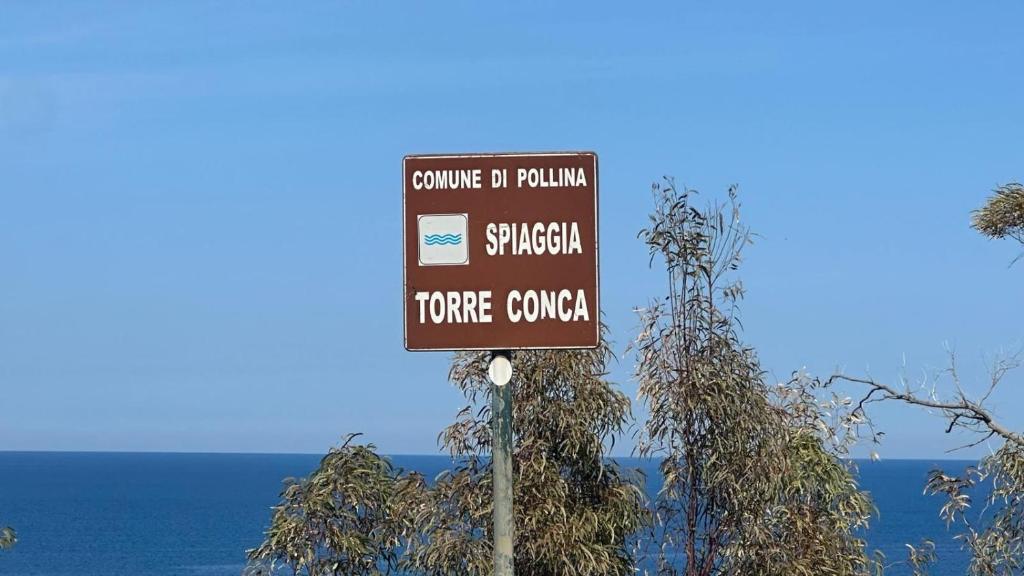 COMUNE DI POLLINA
SPIAGGIA
TORRE CONCA